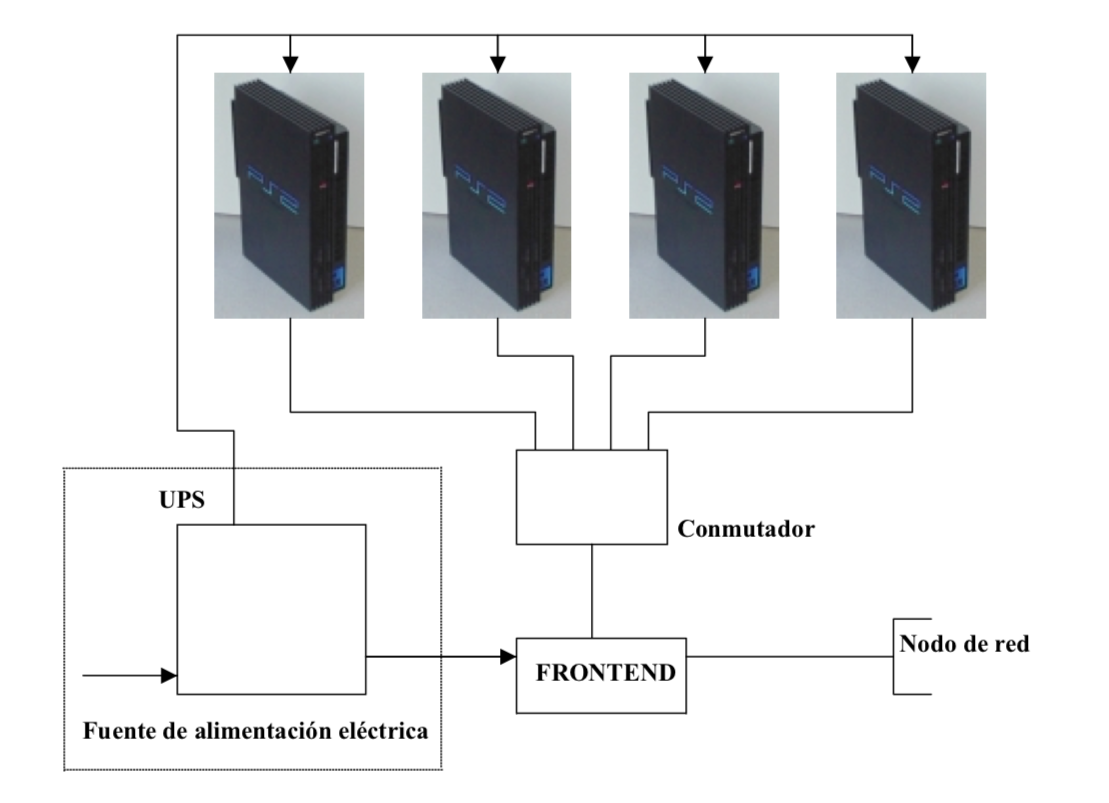 PS2
PS2
PS2
PS2
UPS
Conmutador
Nodo de red
FRONTEND
Fuente de alimentación eléctrica